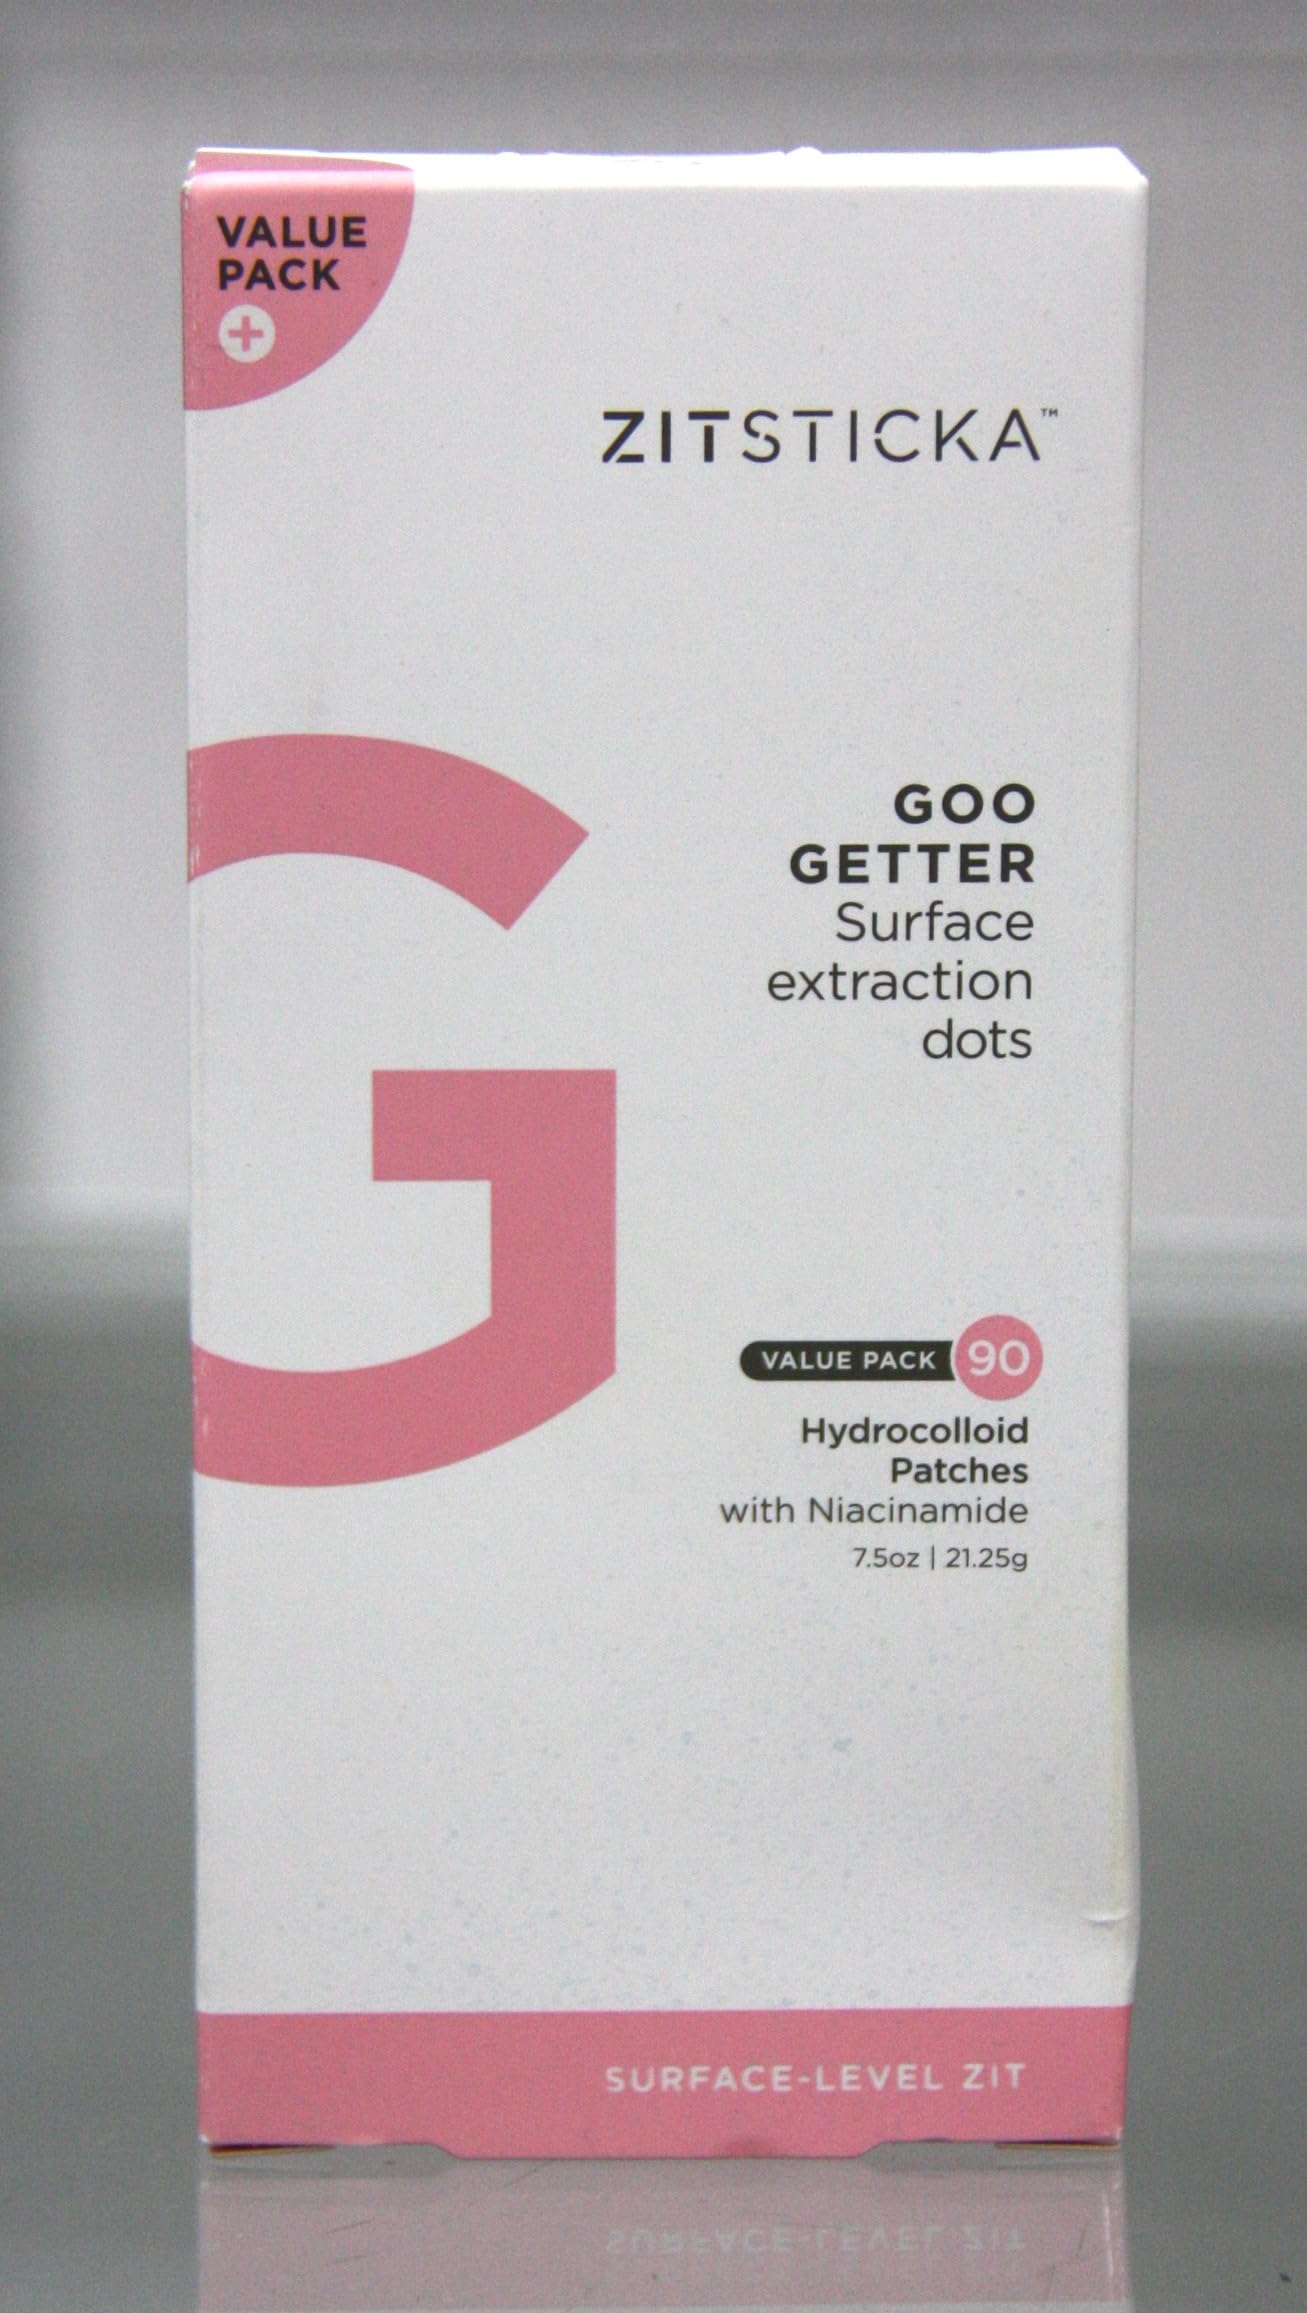 VALUE
PACK
ZITSTICKA™
GOO
GETTER
Surface
extraction
dots
VALUE PACK 90
Hydrocolloid
Patches
with Niacinamide
7.5oz | 21.25g
SURFACE-LEVEL ZIT